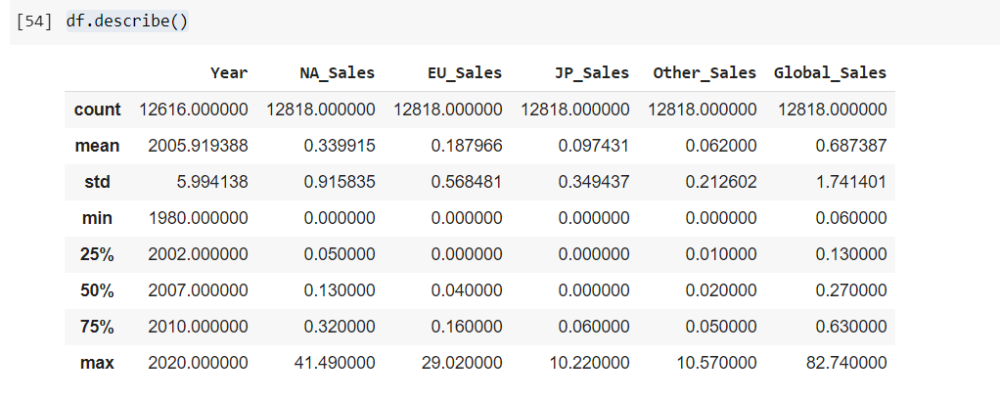 [54] df.describe()
Year NA_Sales EU_Sales JP_Sales Other_Sales Global_Sales
count 12616.000000 12818.000000 12818.000000 12818.000000 12818.000000 12818.000000
mean 2005.919388 0.339915 0.187966 0.097431 0.062000 0.687387
std 5.994138 0.915835 0.568481 0.349437 0.212602 1.741401
min 1980.000000 0.000000 0.000000 0.000000 0.000000 0.060000
25% 2002.000000 0.050000 0.000000 0.000000 0.010000 0.130000
50% 2007.000000 0.130000 0.040000 0.000000 0.020000 0.270000
75% 2010.000000 0.320000 0.160000 0.060000 0.050000 0.630000
max 2020.000000 41.490000 29.020000 10.220000 10.570000 82.740000